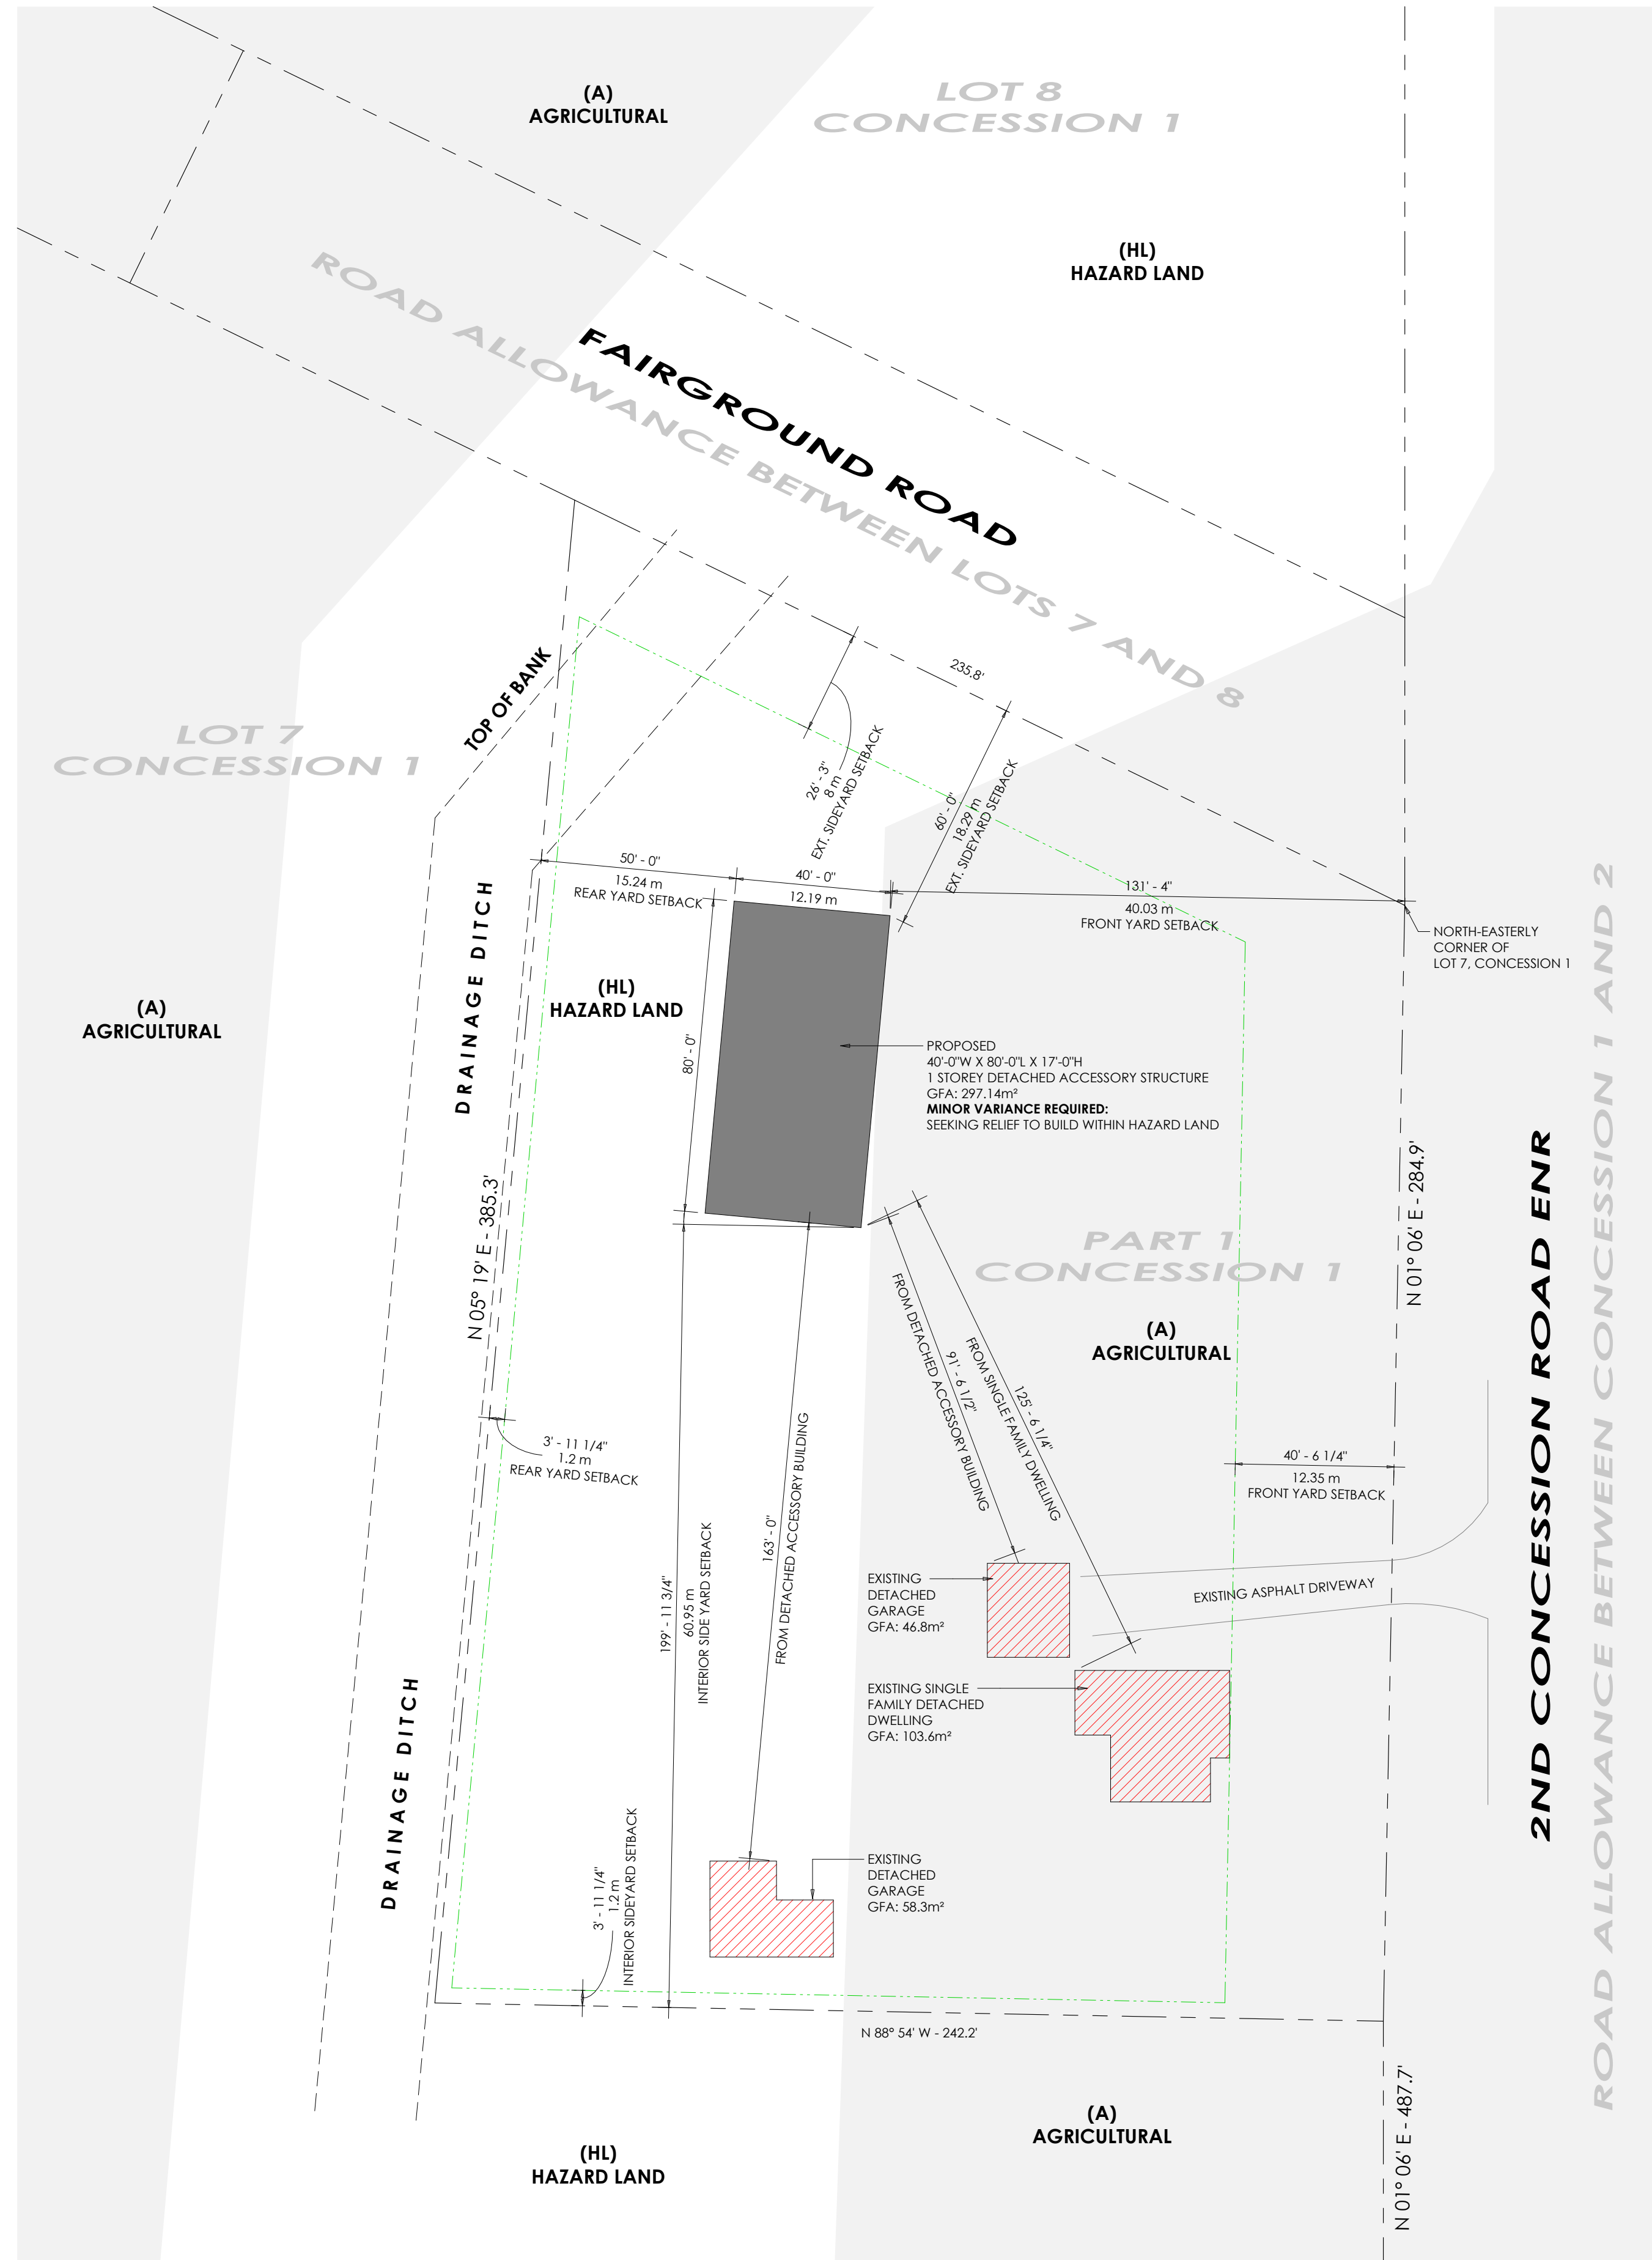 (A)
AGRICULTURAL
LOT 8
CONCESSION 1
(HL)
HAZARD LAND
ROAD ALLOWANCE BETWEEN LOTS 7 AND 8
FAIRGROUND ROAD
235.8'
TOP OF BANK
LOT 7
CONCESSION 1
26' - 3"
8 m
EXT. SIDEYARD SETBACK
60' - 0"
18.29 m
EXT. SIDEYARD SETBACK
50' - 0"
15.24 m
REAR YARD SETBACK
40' - 0"
12.19 m
131' - 4"
40.03 m
FRONT YARD SETBACK
NORTH-EASTERLY
CORNER OF
LOT 7, CONCESSION 1
DRAINAGE DITCH
(HL)
HAZARD LAND
(A)
AGRICULTURAL
80' - 0"
PROPOSED
40'-0"W X 80'-0"L X 17'-0"H
1 STOREY DETACHED ACCESSORY STRUCTURE
GFA: 297.14m²
MINOR VARIANCE REQUIRED:
SEEKING RELIEF TO BUILD WITHIN HAZARD LAND
N 05° 19' E - 385.3'
N 01° 06' E - 284.9'
2ND CONCESSION ROAD ENR
ROAD ALLOWANCE BETWEEN CONCESSION 1 AND 2
PART 1
CONCESSION 1
(A)
AGRICULTURAL
91' - 6 1/2"
FROM DETACHED ACCESSORY BUILDING
125' - 6 1/4"
FROM SINGLE FAMILY DWELLING
3' - 11 1/4"
1.2 m
REAR YARD SETBACK
40' - 6 1/4"
12.35 m
FRONT YARD SETBACK
163' - 0"
FROM DETACHED ACCESSORY BUILDING
199' - 11 3/4"
60.95 m
INTERIOR SIDE YARD SETBACK
EXISTING
DETACHED
GARAGE
GFA: 46.8m²
EXISTING ASPHALT DRIVEWAY
EXISTING SINGLE
FAMILY DETACHED
DWELLING
GFA: 103.6m²
DRAINAGE DITCH
3' - 11 1/4"
1.2 m
INTERIOR SIDEYARD SETBACK
EXISTING
DETACHED
GARAGE
GFA: 58.3m²
N 88° 54' W - 242.2'
N 01° 06' E - 487.7'
(A)
AGRICULTURAL
(HL)
HAZARD LAND